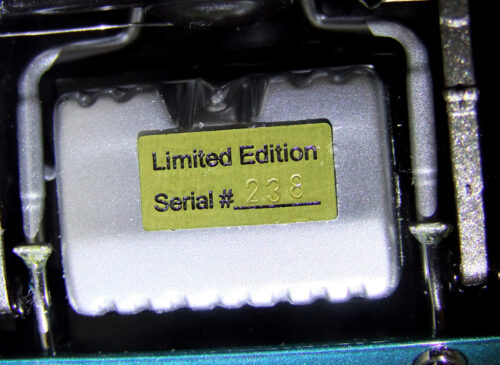 Limited Edition
Serial # 238